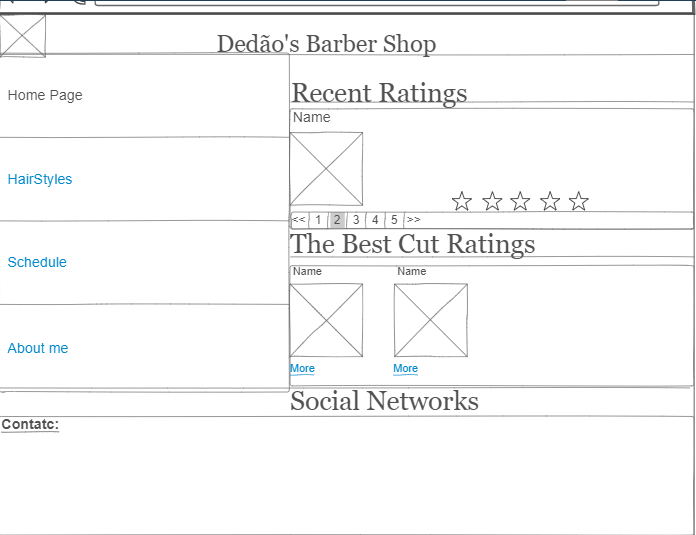 Dedão's Barber Shop
Home Page
HairStyles
Schedule
About me
Recent Ratings
Name
<< 1 2 3 4 5 >>
The Best Cut Ratings
Name Name
More More
Social Networks
Contatc: